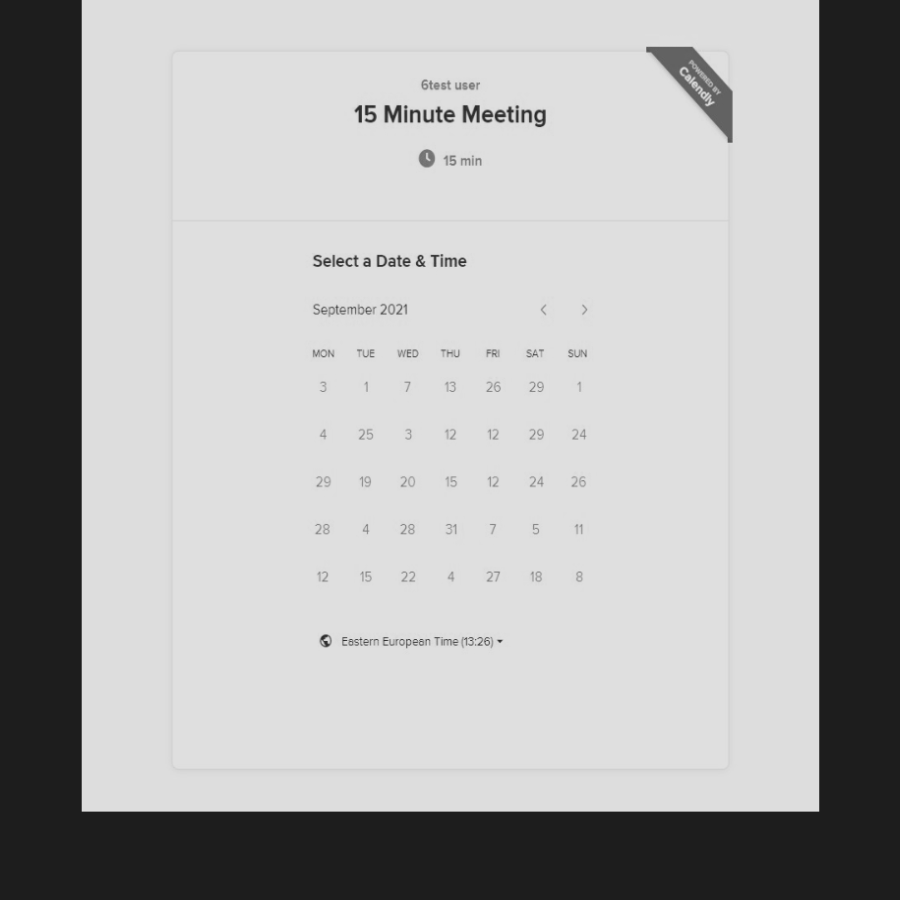 POWERED BY
Calendly
6test user
15 Minute Meeting
15 min
Select a Date & Time
September 2021
MON TUE WED THU FRI SAT SUN
3 1 7 13 26 29 1
4 25 3 12 12 29 24
29 19 20 15 12 24 26
28 4 28 31 7 5 11
12 15 22 4 27 18 8
Eastern European Time (13:26)